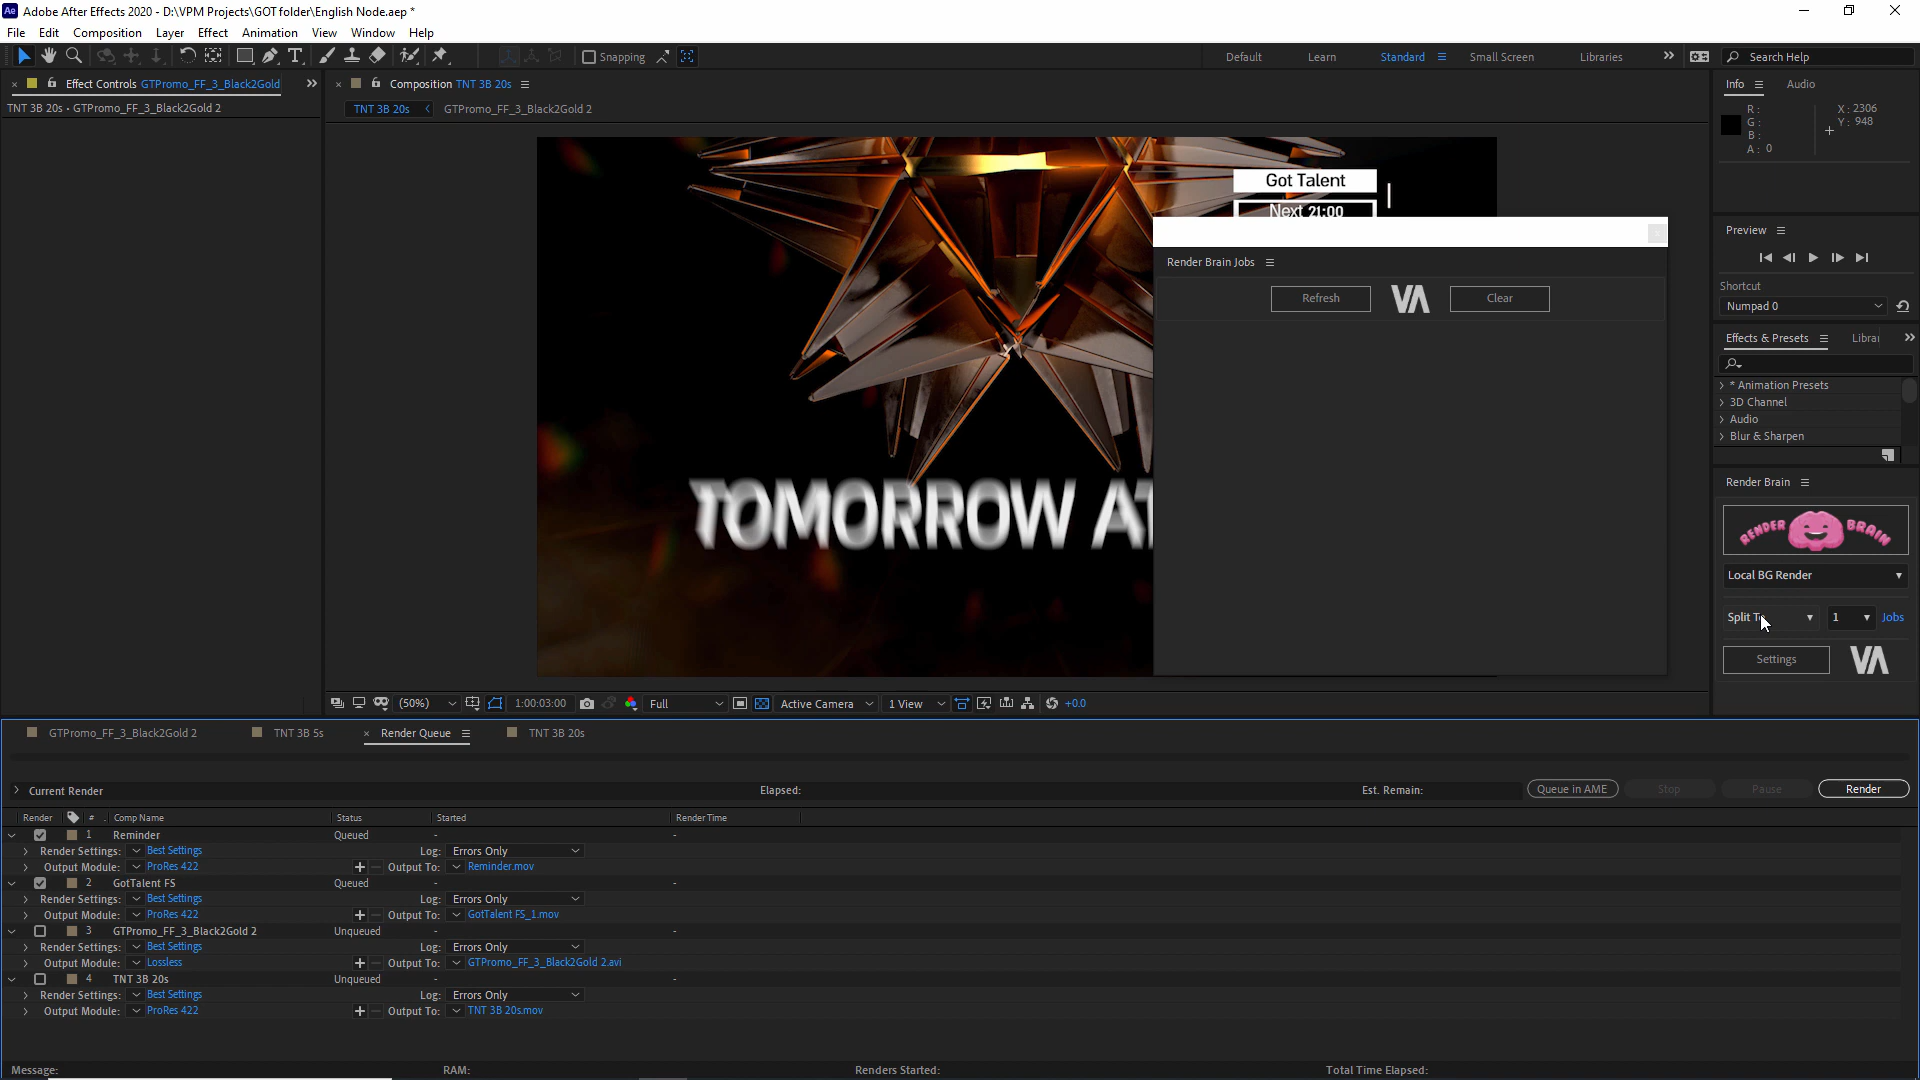 Adobe After Effects 2020 - D:\VPM Projects\GOT folder\English Node.aep *
File Edit Composition Layer Effect Animation View Window Help
Snapping
Default Learn Standard Small Screen Libraries
Search Help
Effect Controls GTPromo_FF_3_Black2Gold
Composition TNT 3B 20s
Info
Audio
TNT 3B 20s • GTPromo_FF_3_Black2Gold 2
TNT 3B 20s
GTPromo_FF_3_Black2Gold 2
R :
G :
B :
A : 0
X : 2306
Y : 948
Got Talent
Next 21:00
TOMORROW AT
Render Brain Jobs
Refresh
VA
Clear
Preview
Shortcut
Numpad 0
Effects & Presets
Librar
* Animation Presets
3D Channel
Audio
Blur & Sharpen
Render Brain
RENDER BRAIN
Local BG Render
Split To
1
Jobs
Settings
VA
(50%)
1:00:03:00
Full
Active Camera
1 View
+0.0
GTPromo_FF_3_Black2Gold 2
TNT 3B 5s
Render Queue
TNT 3B 20s
Current Render
Elapsed:
Est. Remain:
Queue in AME
Stop
Pause
Render
Render # Comp Name Status Started Render Time
1 Reminder Queued - -
Render Settings: Best Settings Log: Errors Only
Output Module: ProRes 422 Output To: Reminder.mov
2 GotTalent FS Queued - -
Render Settings: Best Settings Log: Errors Only
Output Module: ProRes 422 Output To: GotTalent FS_1.mov
3 GTPromo_FF_3_Black2Gold 2 Unqueued - -
Render Settings: Best Settings Log: Errors Only
Output Module: Lossless Output To: GTPromo_FF_3_Black2Gold 2.avi
4 TNT 3B 20s Unqueued - -
Render Settings: Best Settings Log: Errors Only
Output Module: ProRes 422 Output To: TNT 3B 20s.mov
Message:
RAM:
Renders Started:
Total Time Elapsed: